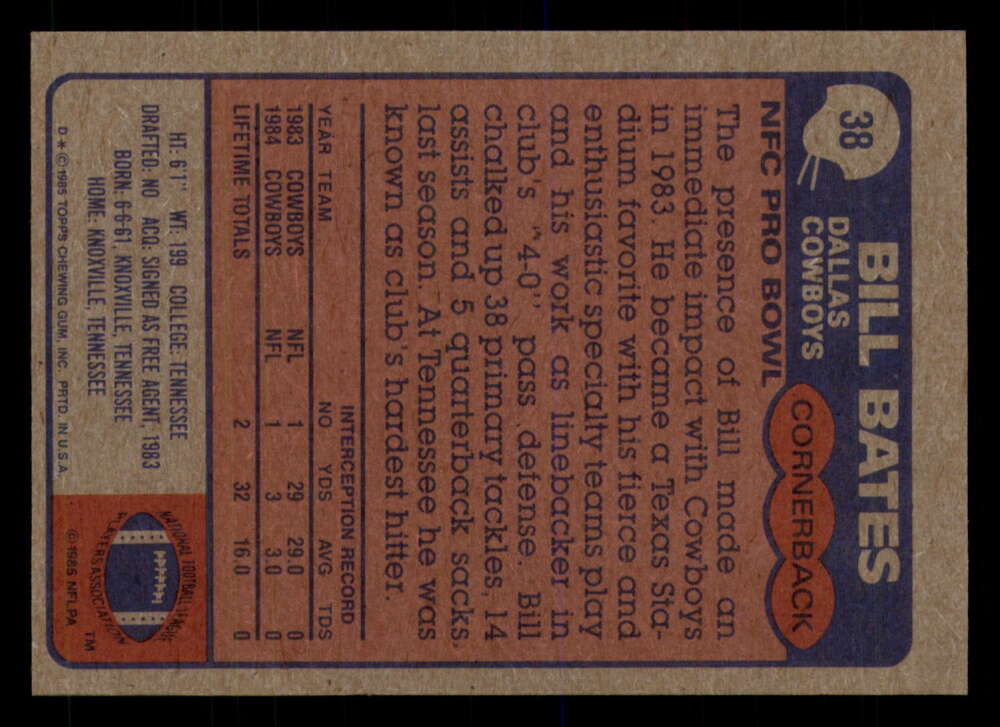 38
BILL BATES
DALLAS
COWBOYS
CORNERBACK
NFC PRO BOWL
The presence of Bill made an
immediate impact with Cowboys
in 1983. He became a Texas Sta-
dium favorite with his fierce and
enthusiastic specialty teams play
and his work as linebacker in
club's "4-0" pass defense. Bill
chalked up 38 primary tackles, 14
assists and 5 quarterback sacks,
last season. At Tennessee he was
known as club's hardest hitter.
INTERCEPTION RECORD
YEAR TEAM NO YDS AVG TDS
1983 COWBOYS NFL 1 29 29.0 0
1984 COWBOYS NFL 1 3 3.0 0
LIFETIME TOTALS 2 32 16.0 0
HT: 6'1" WT: 199 COLLEGE: TENNESSEE
DRAFTED: NO ACQ: SIGNED AS FREE AGENT, 1983
BORN: 6-6-61, KNOXVILLE, TENNESSEE
HOME: KNOXVILLE, TENNESSEE
D * © 1985 TOPPS CHEWING GUM, INC. PRTD. IN U.S.A.
NATIONAL FOOTBALL LEAGUE
PLAYERS ASSOCIATION
TM
© 1985 NFLPA